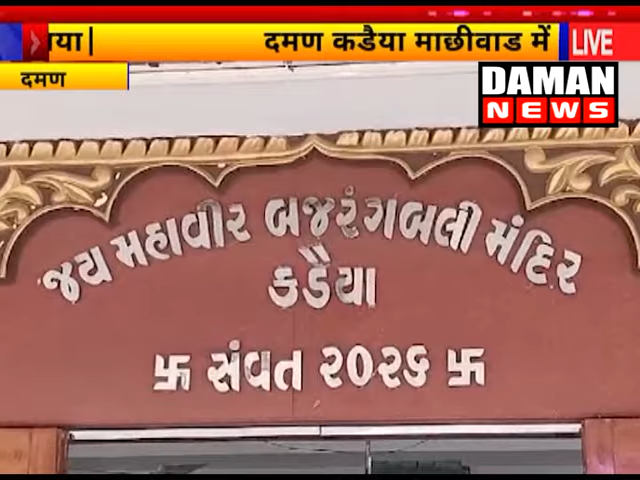 ाया|
दमण कडैया माछीवाड में
LIVE
दमण
DAMAN
NEWS
જય મહાવીર બજરંગબલી મંદિર
કડૈયા
卐 સંવત ૨૦૨૬ 卐